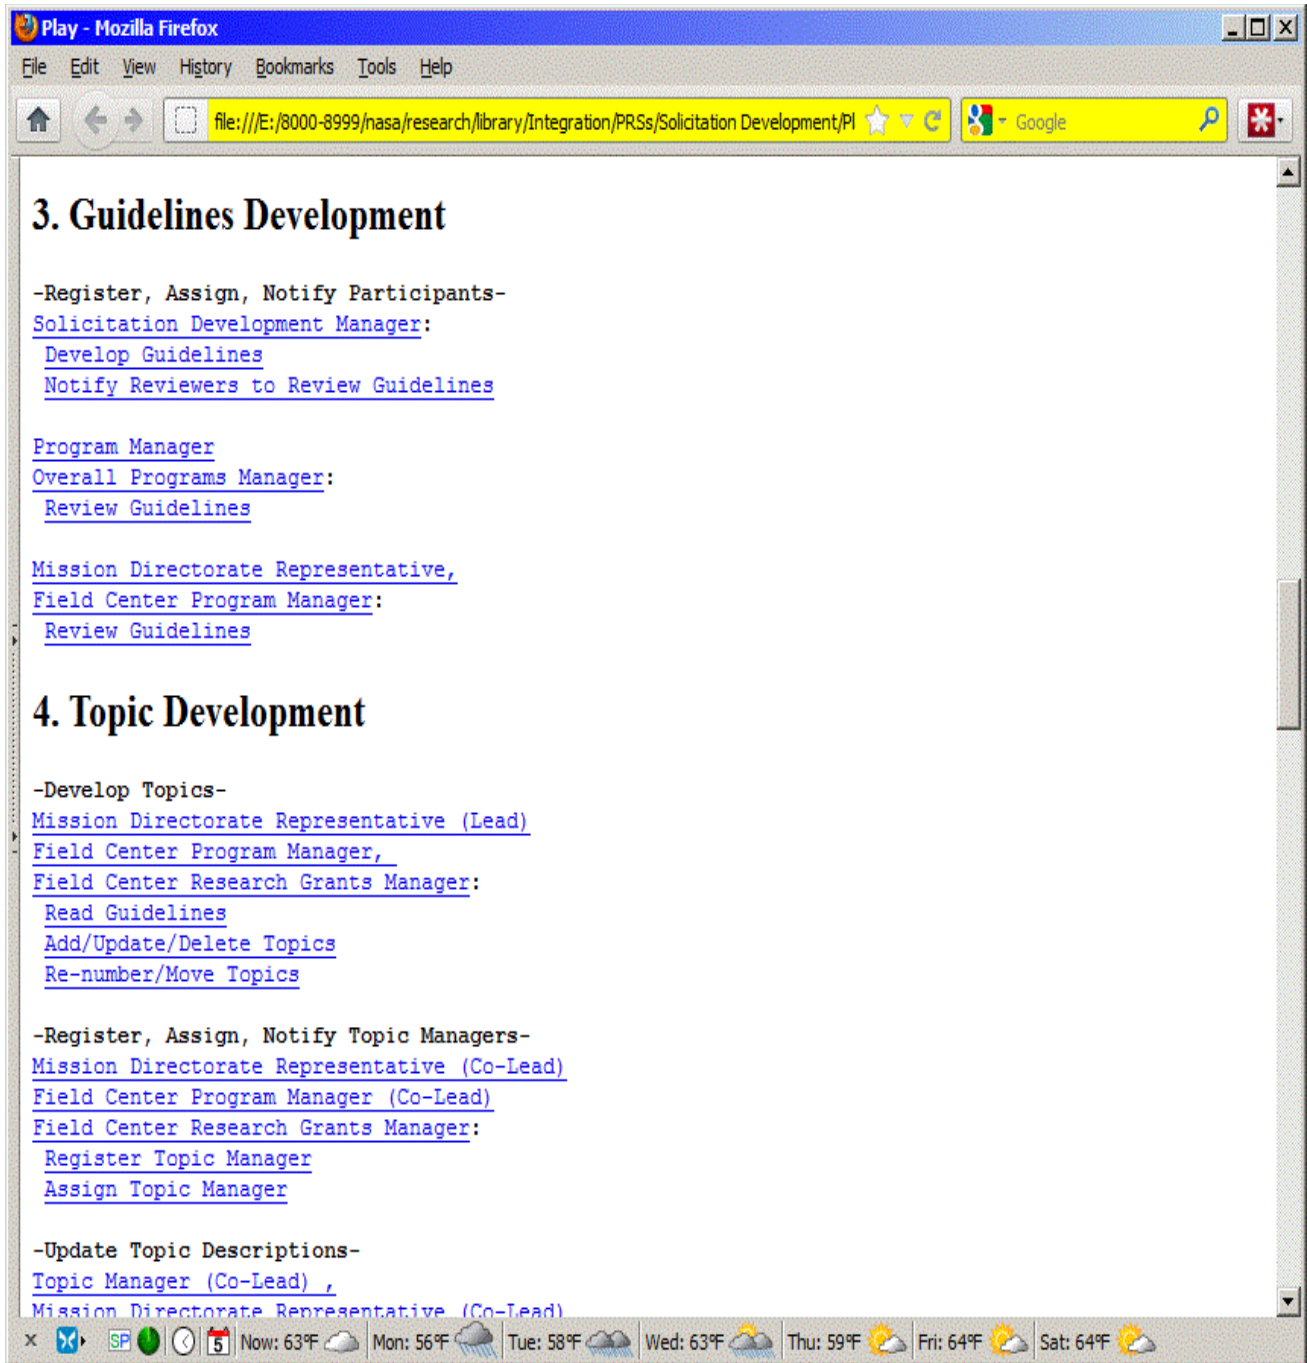 Play - Mozilla Firefox
File Edit View History Bookmarks Tools Help
file:///E:/8000-8999/nasa/research/library/Integration/PRSs/Solicitation Development/Pl
Google
3. Guidelines Development
-Register, Assign, Notify Participants-
Solicitation Development Manager:
Develop Guidelines
Notify Reviewers to Review Guidelines
Program Manager
Overall Programs Manager:
Review Guidelines
Mission Directorate Representative,
Field Center Program Manager:
Review Guidelines
4. Topic Development
-Develop Topics-
Mission Directorate Representative (Lead)
Field Center Program Manager,
Field Center Research Grants Manager:
Read Guidelines
Add/Update/Delete Topics
Re-number/Move Topics
-Register, Assign, Notify Topic Managers-
Mission Directorate Representative (Co-Lead)
Field Center Program Manager (Co-Lead)
Field Center Research Grants Manager:
Register Topic Manager
Assign Topic Manager
-Update Topic Descriptions-
Topic Manager (Co-Lead) ,
Mission Directorate Representative (Co-Lead)
SP 5 Now: 63°F Mon: 56°F Tue: 58°F Wed: 63°F Thu: 59°F Fri: 64°F Sat: 64°F